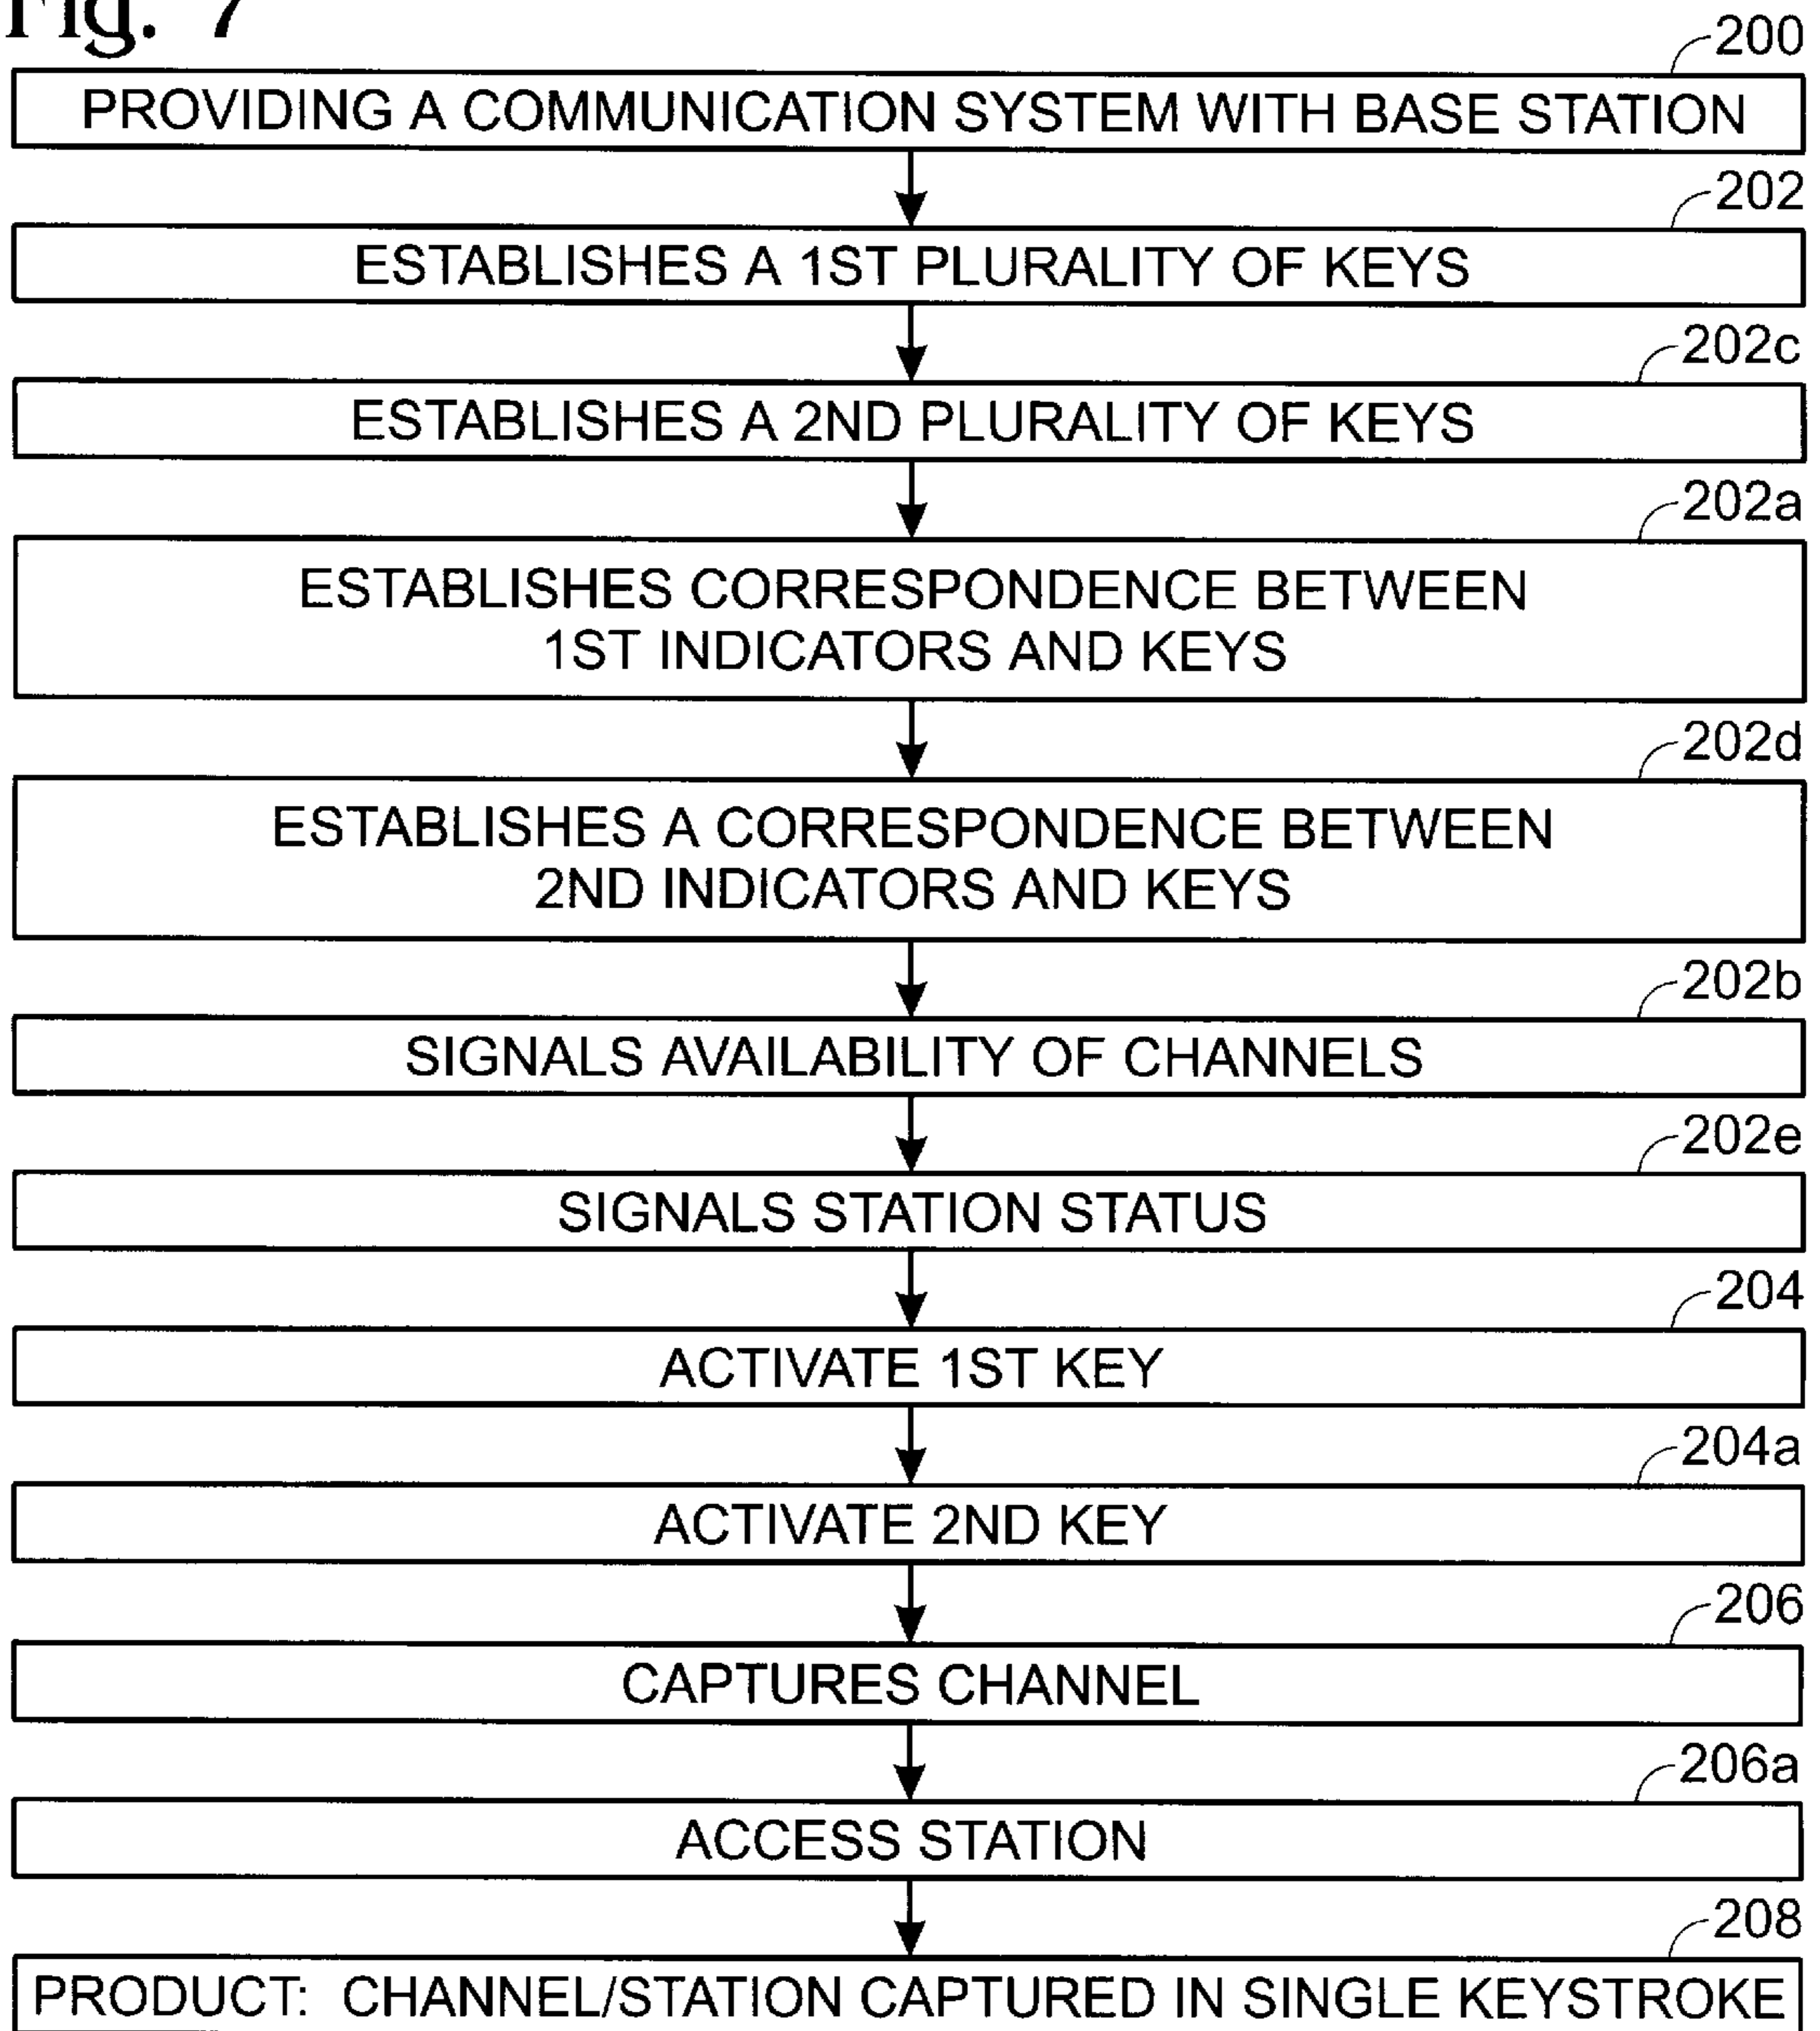 Fig. 7
200
PROVIDING A COMMUNICATION SYSTEM WITH BASE STATION
202
ESTABLISHES A 1ST PLURALITY OF KEYS
202c
ESTABLISHES A 2ND PLURALITY OF KEYS
202a
ESTABLISHES CORRESPONDENCE BETWEEN
1ST INDICATORS AND KEYS
202d
ESTABLISHES A CORRESPONDENCE BETWEEN
2ND INDICATORS AND KEYS
202b
SIGNALS AVAILABILITY OF CHANNELS
202e
SIGNALS STATION STATUS
204
ACTIVATE 1ST KEY
204a
ACTIVATE 2ND KEY
206
CAPTURES CHANNEL
206a
ACCESS STATION
208
PRODUCT: CHANNEL/STATION CAPTURED IN SINGLE KEYSTROKE